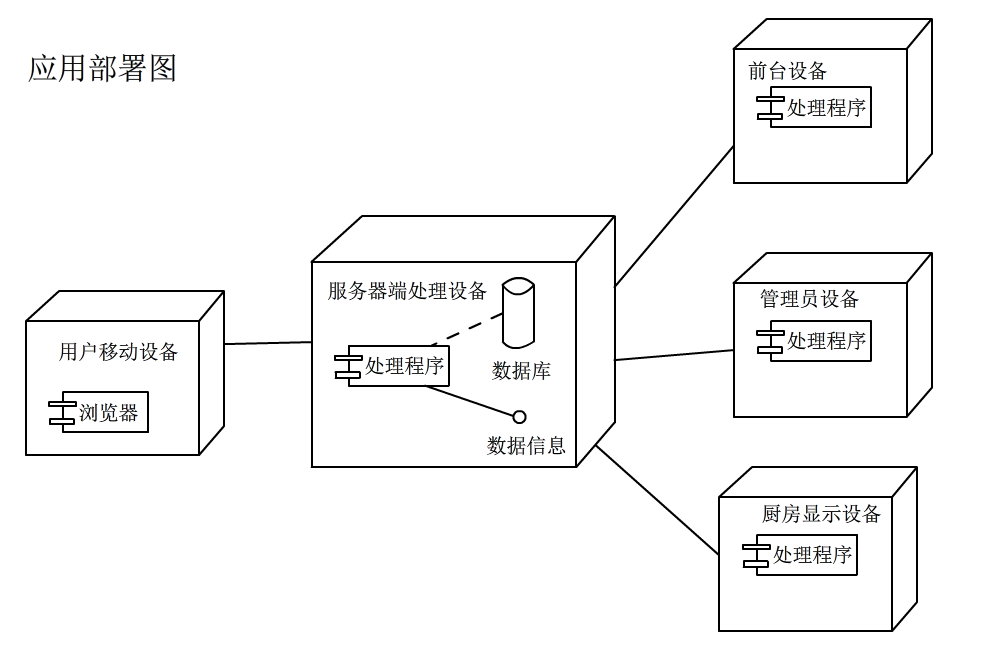 应用部署图
用户移动设备
浏览器
服务器端处理设备
处理程序
数据库
数据信息
前台设备
处理程序
管理员设备
处理程序
厨房显示设备
处理程序